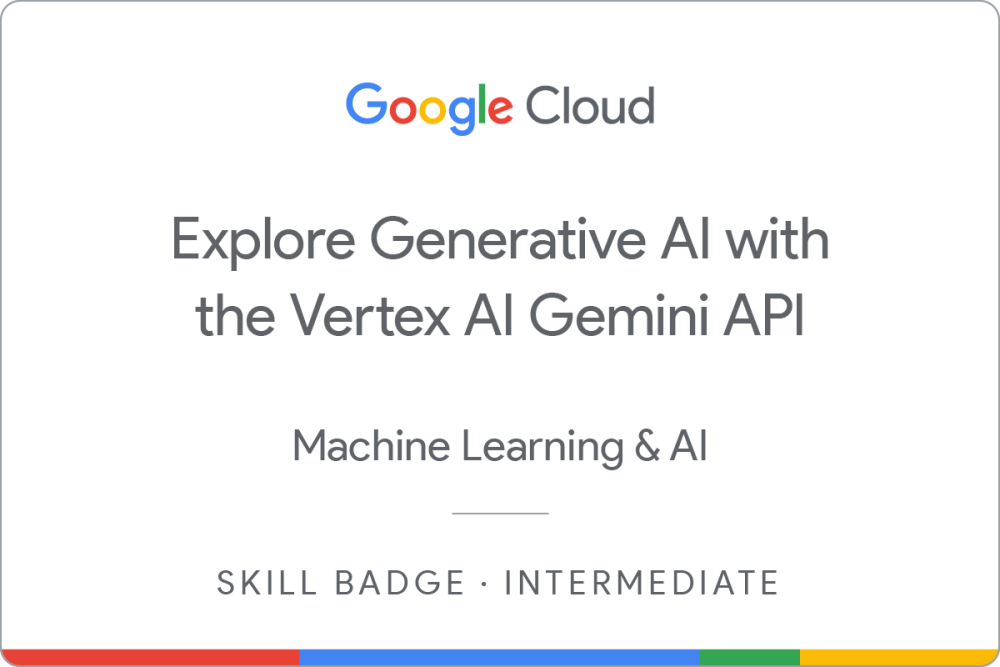 Google Cloud
Explore Generative AI with
the Vertex AI Gemini API
Machine Learning & AI
SKILL BADGE · INTERMEDIATE